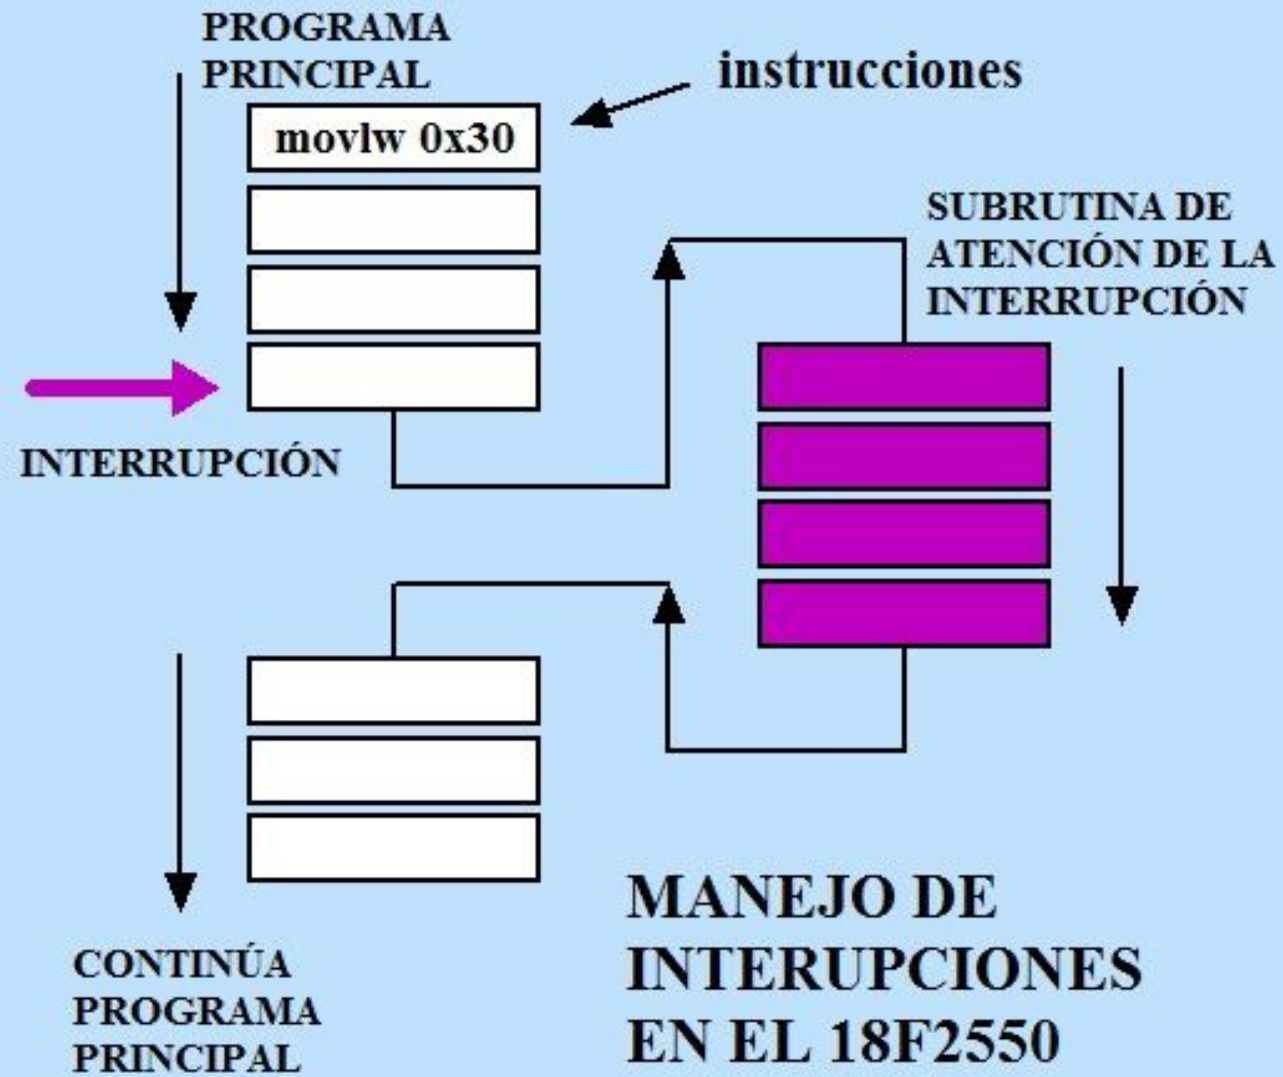 PROGRAMA
PRINCIPAL
instrucciones
movlw 0x30
SUBRUTINA DE
ATENCIÓN DE LA
INTERRUPCIÓN
INTERRUPCIÓN
CONTINÚA
PROGRAMA
PRINCIPAL
MANEJO DE
INTERUPCIONES
EN EL 18F2550